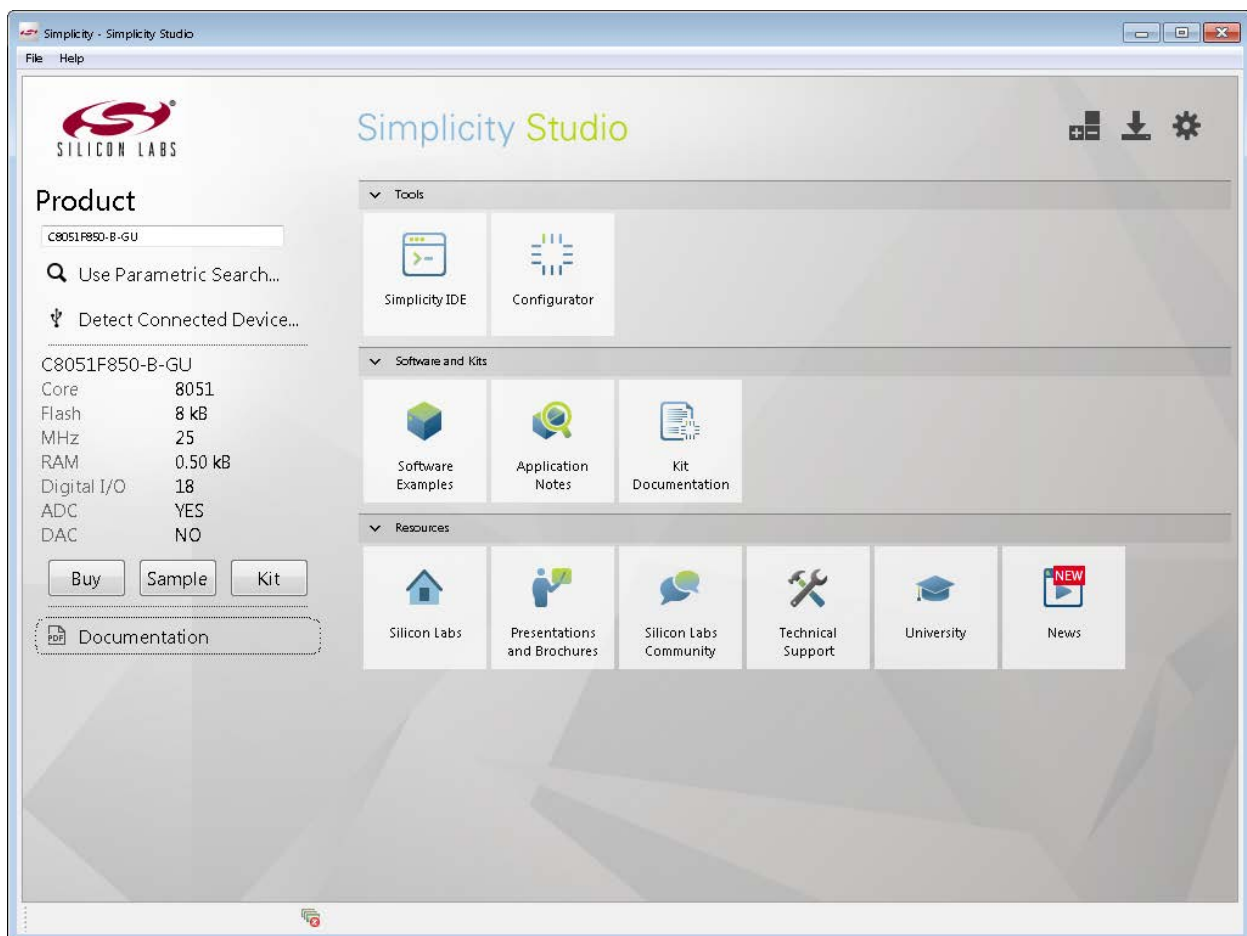 Simplicity - Simplicity Studio
File Help
SILICON LABS
Simplicity Studio
Product
C8051F850-B-GU
Use Parametric Search...
Detect Connected Device...
C8051F850-B-GU
Core 8051
Flash 8 kB
MHz 25
RAM 0.50 kB
Digital I/O 18
ADC YES
DAC NO
Buy Sample Kit
PDF Documentation
Tools
Simplicity IDE Configurator
Software and Kits
Software Application Kit
Examples Notes Documentation
Resources
NEW
Silicon Labs Presentations Silicon Labs Technical University News
and Brochures Community Support